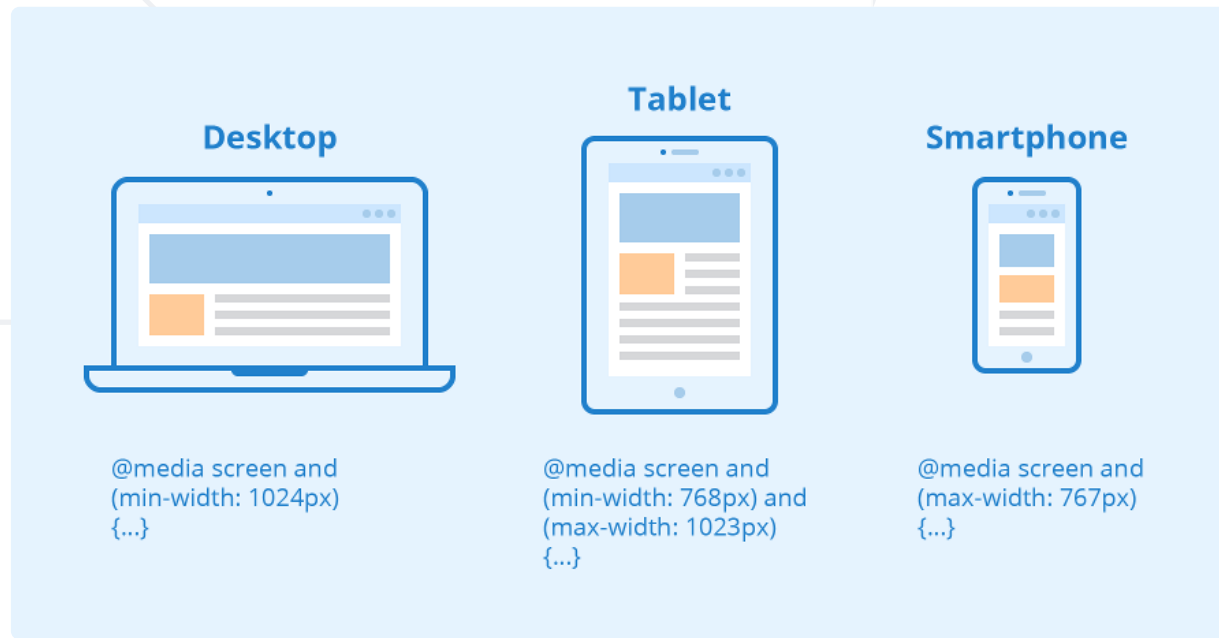 Desktop
@media screen and
(min-width: 1024px)
{...}
Tablet
@media screen and
(min-width: 768px) and
(max-width: 1023px)
{...}
Smartphone
@media screen and
(max-width: 767px)
{...}